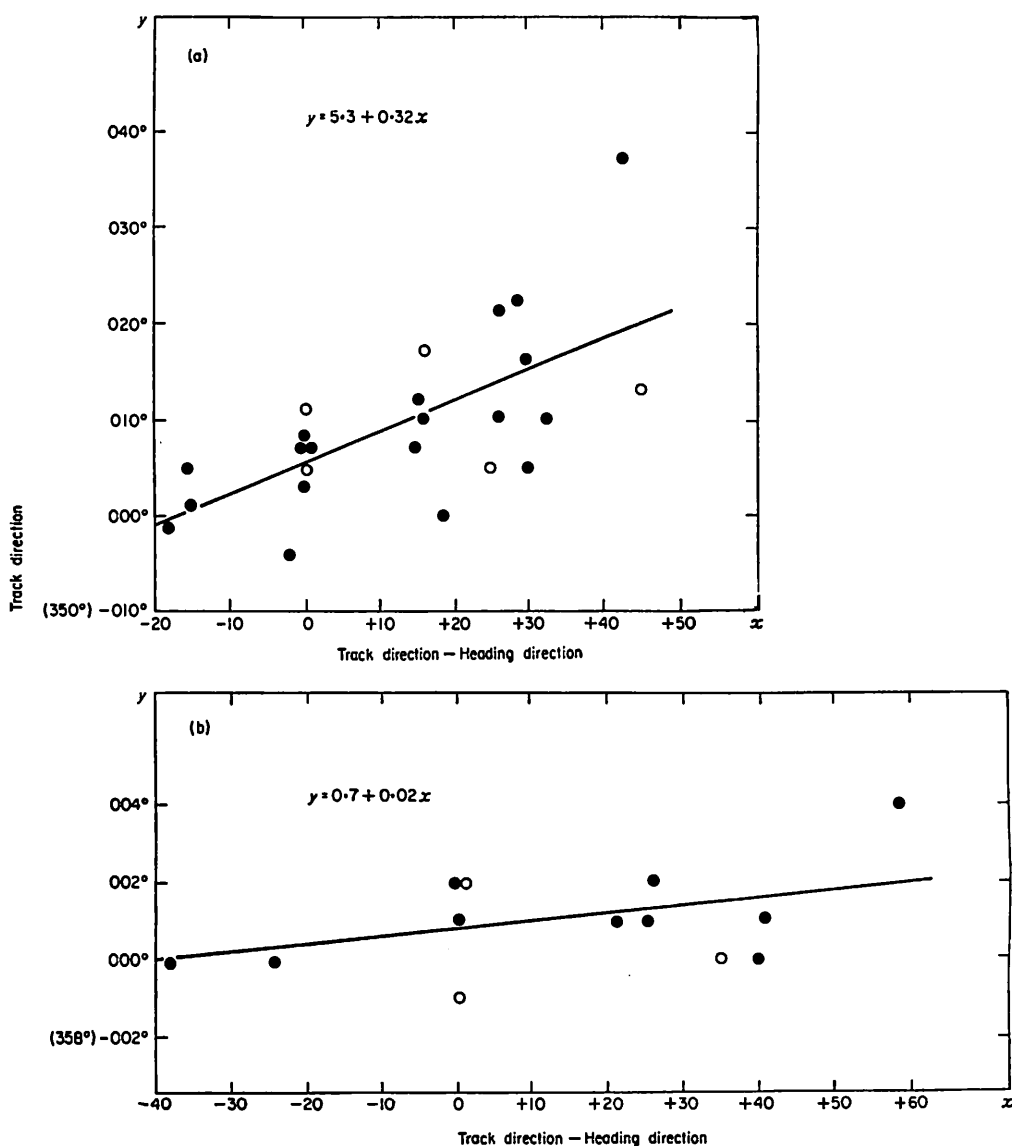 y
(a)
y = 5·3 + 0·32x
040°
030°
020°
010°
000°
(350°) -010°
Track direction
-20 -10 0 +10 +20 +30 +40 +50 x
Track direction — Heading direction
y
(b)
y = 0·7 + 0·02x
004°
002°
000°
(358°) -002°
-40 -30 -20 -10 0 +10 +20 +30 +40 +50 +60 x
Track direction — Heading direction